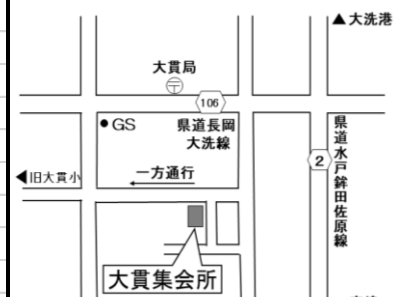 ▲大洗港
大貫局
〒
106
●GS
県道長岡
大洗線
2
県道水戸鉾田佐原線
一方通行
◀旧大貫小
大貫集会所